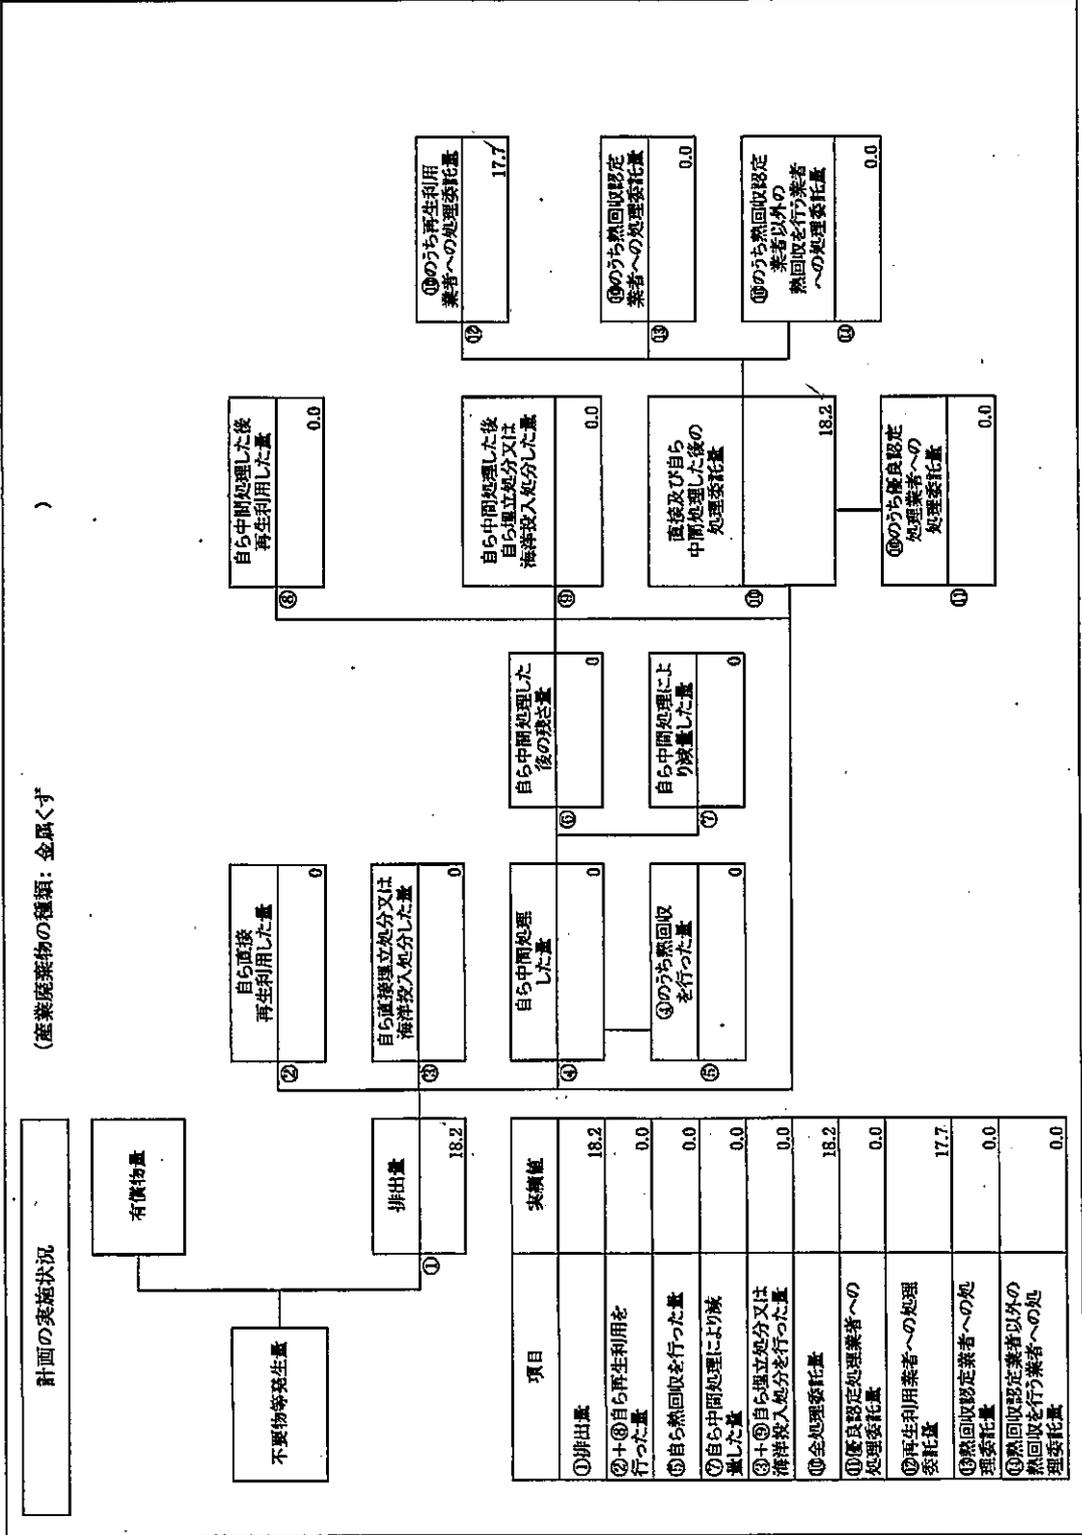 計画の実施状況
(産業廃棄物の種類: 金属くず )
不要物等発生量
有償物量
①
排出量
18.2
②
自ら直接
再生利用した量
0
③
自ら直接埋立処分又は
海洋投入処分した量
0
④
自ら中間処理
した量
0
⑤
④のうち熱回収
を行った量
0
⑥
自ら中間処理した
後の残さ量
0
⑦
自ら中間処理によ
り減量した量
0
⑧
自ら中間処理した後
再生利用した量
0.0
⑨
自ら中間処理した後
自ら埋立処分又は
海洋投入処分した量
0.0
⑩
直接及び自ら
中間処理した後の
処理委託量
18.2
⑪
⑩のうち優良認定
処理業者への
処理委託量
0.0
⑫
⑩のうち再生利用
業者への処理委託量
17.7
⑬
⑩のうち熱回収認定
業者への処理委託量
0.0
⑭
⑩のうち熱回収認定
業者以外の
熱回収を行う業者
への処理委託量
0.0
項目 実績値
①排出量 18.2
②+⑧自ら再生利用を
行った量 0.0
⑤自ら熱回収を行った量 0.0
⑦自ら中間処理により減
量した量 0.0
③+⑨自ら埋立処分又は
海洋投入処分を行った量 0.0
⑩全処理委託量 18.2
⑪優良認定処理業者への
処理委託量 0.0
⑫再生利用業者への処理
委託量 17.7
⑬熱回収認定業者への処
理委託量 0.0
⑭熱回収認定業者以外の
熱回収を行う業者への処
理委託量 0.0